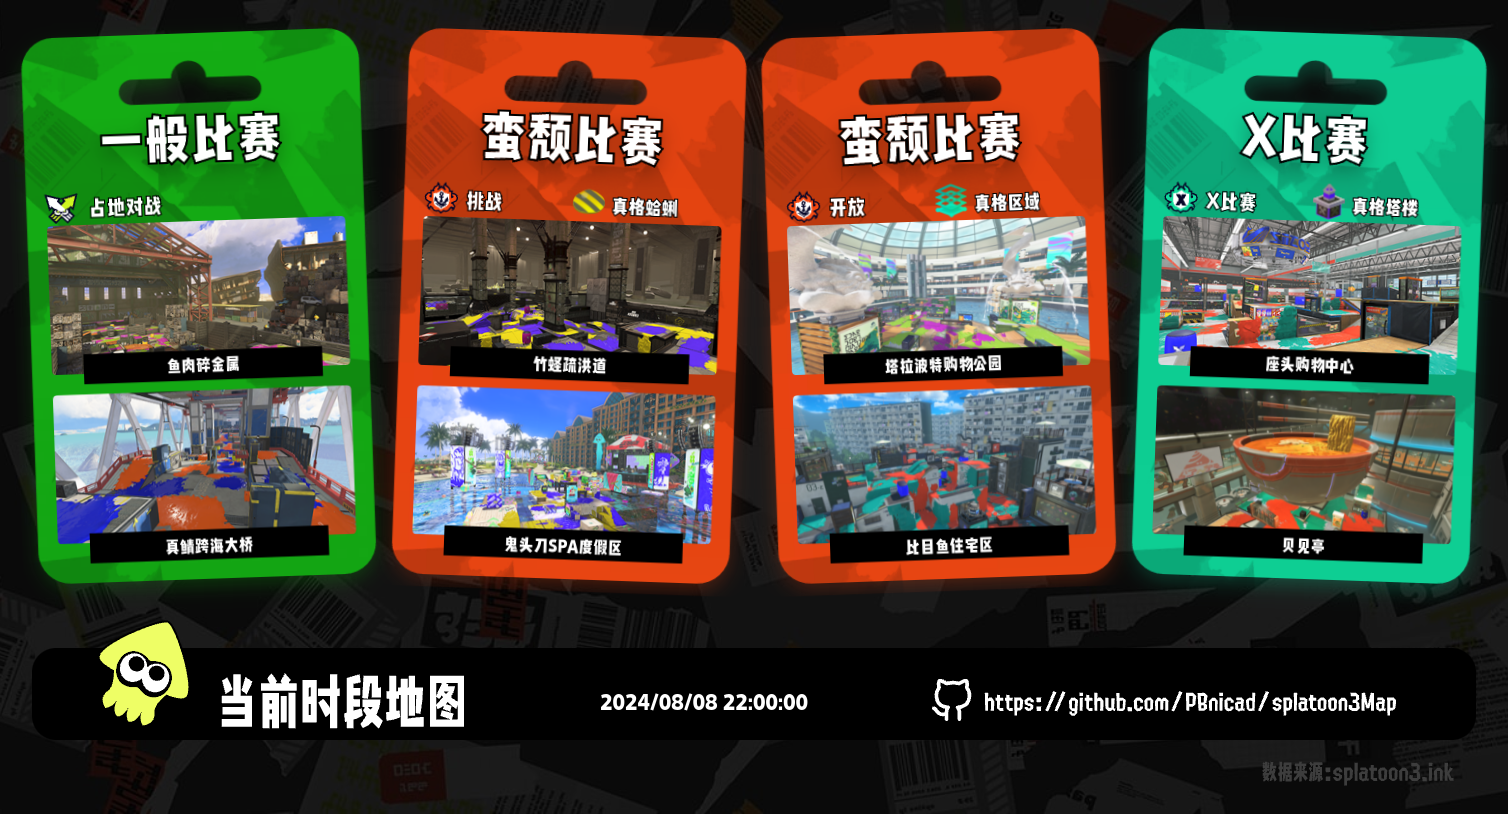 一般比赛
占地对战
鱼肉碎金属
真鲭跨海大桥
蛮颓比赛
挑战
真格蛤蜊
竹蛏疏洪道
鬼头刀SPA度假区
蛮颓比赛
开放
真格区域
塔拉波特购物公园
比目鱼住宅区
X比赛
X比赛
真格塔楼
座头购物中心
贝见亭
当前时段地图
2024/08/08 22:00:00
https://github.com/PBnicad/splatoon3Map
数据来源:splatoon3.ink